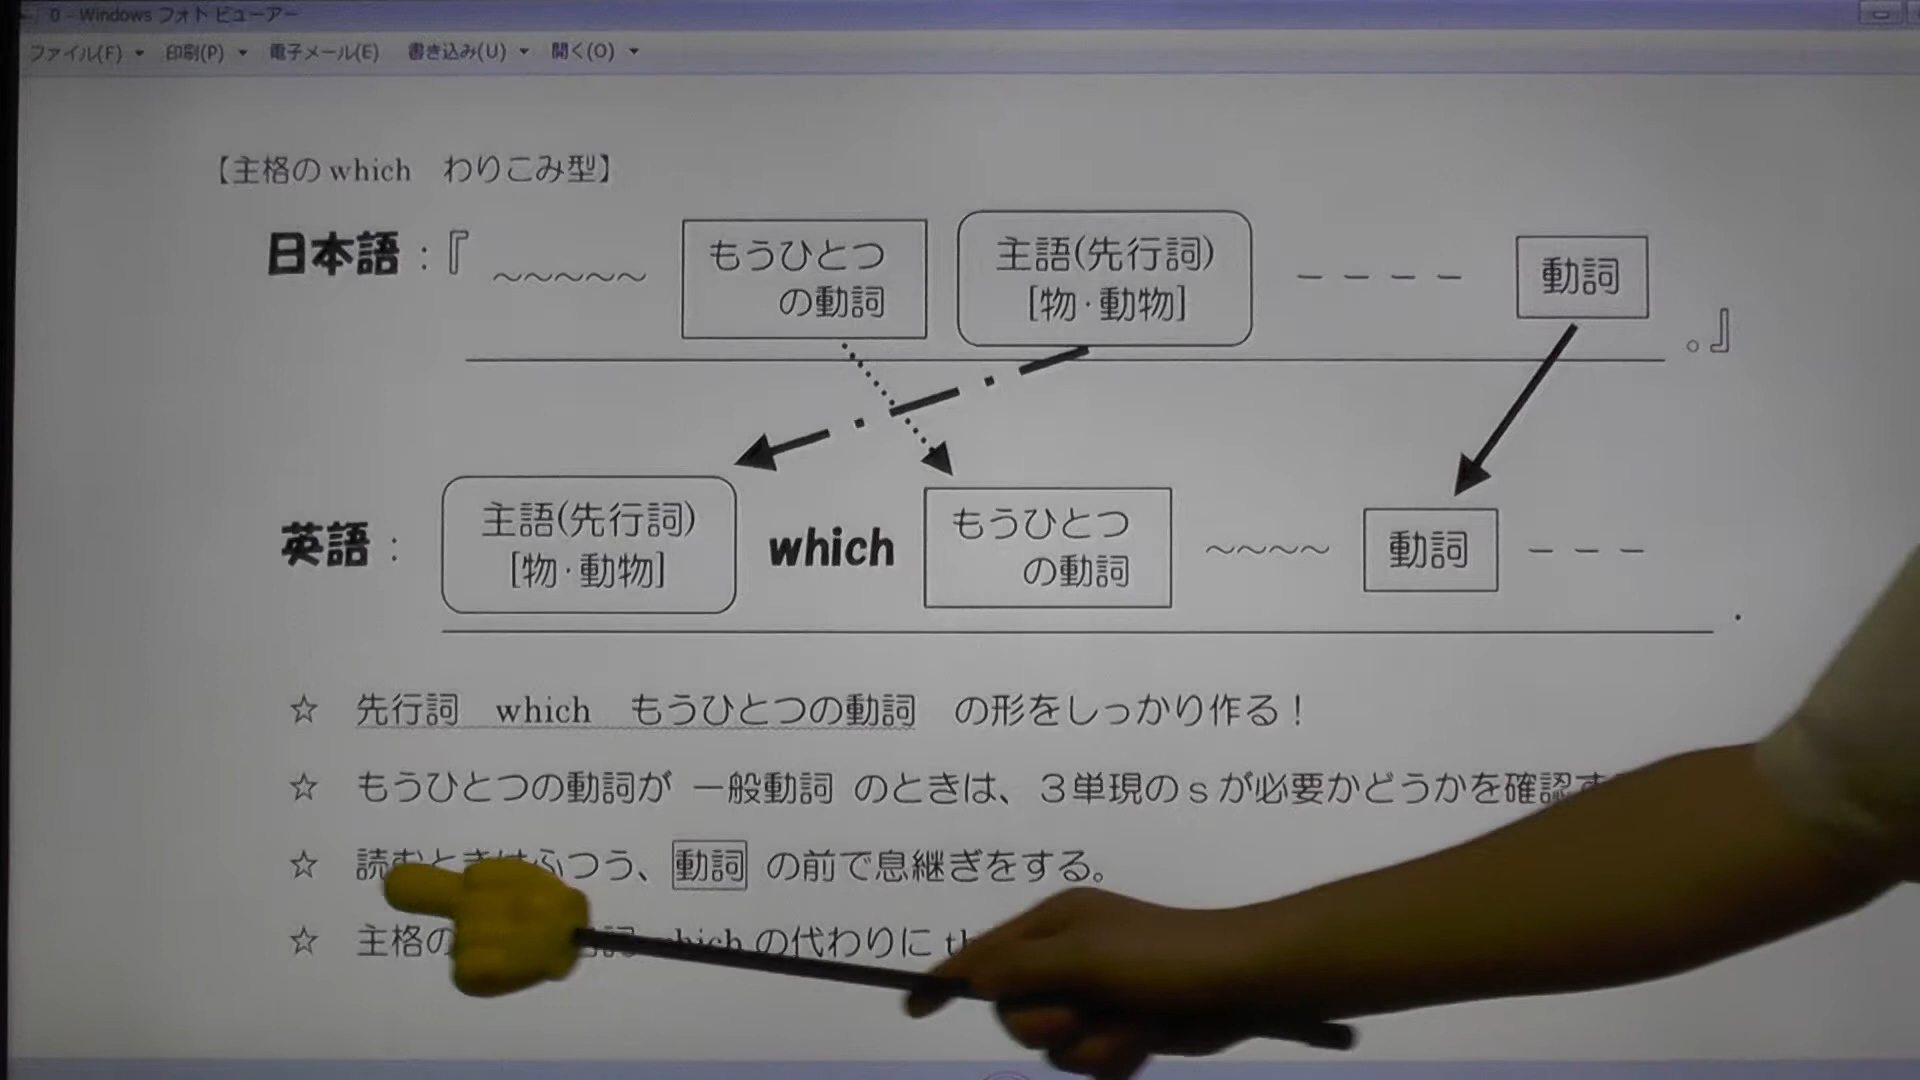 0 - Windows フォト ビューアー
ファイル(F) 印刷(P) 電子メール(E) 書き込み(U) 開く(O)
【主格の which わりこみ型】
日本語：『 ～～～～～ もうひとつの動詞 主語(先行詞)[物・動物] －－－－ 動詞 。』
英語： 主語(先行詞)[物・動物] which もうひとつの動詞 ～～～～ 動詞 －－－ .
☆ 先行詞 which もうひとつの動詞 の形をしっかり作る！
☆ もうひとつの動詞が 一般動詞 のときは、３単現のｓが必要かどうかを確認
☆ 読むときはふつう、動詞 の前で息継ぎをする。
☆ 主格の 詞 which の代わりに